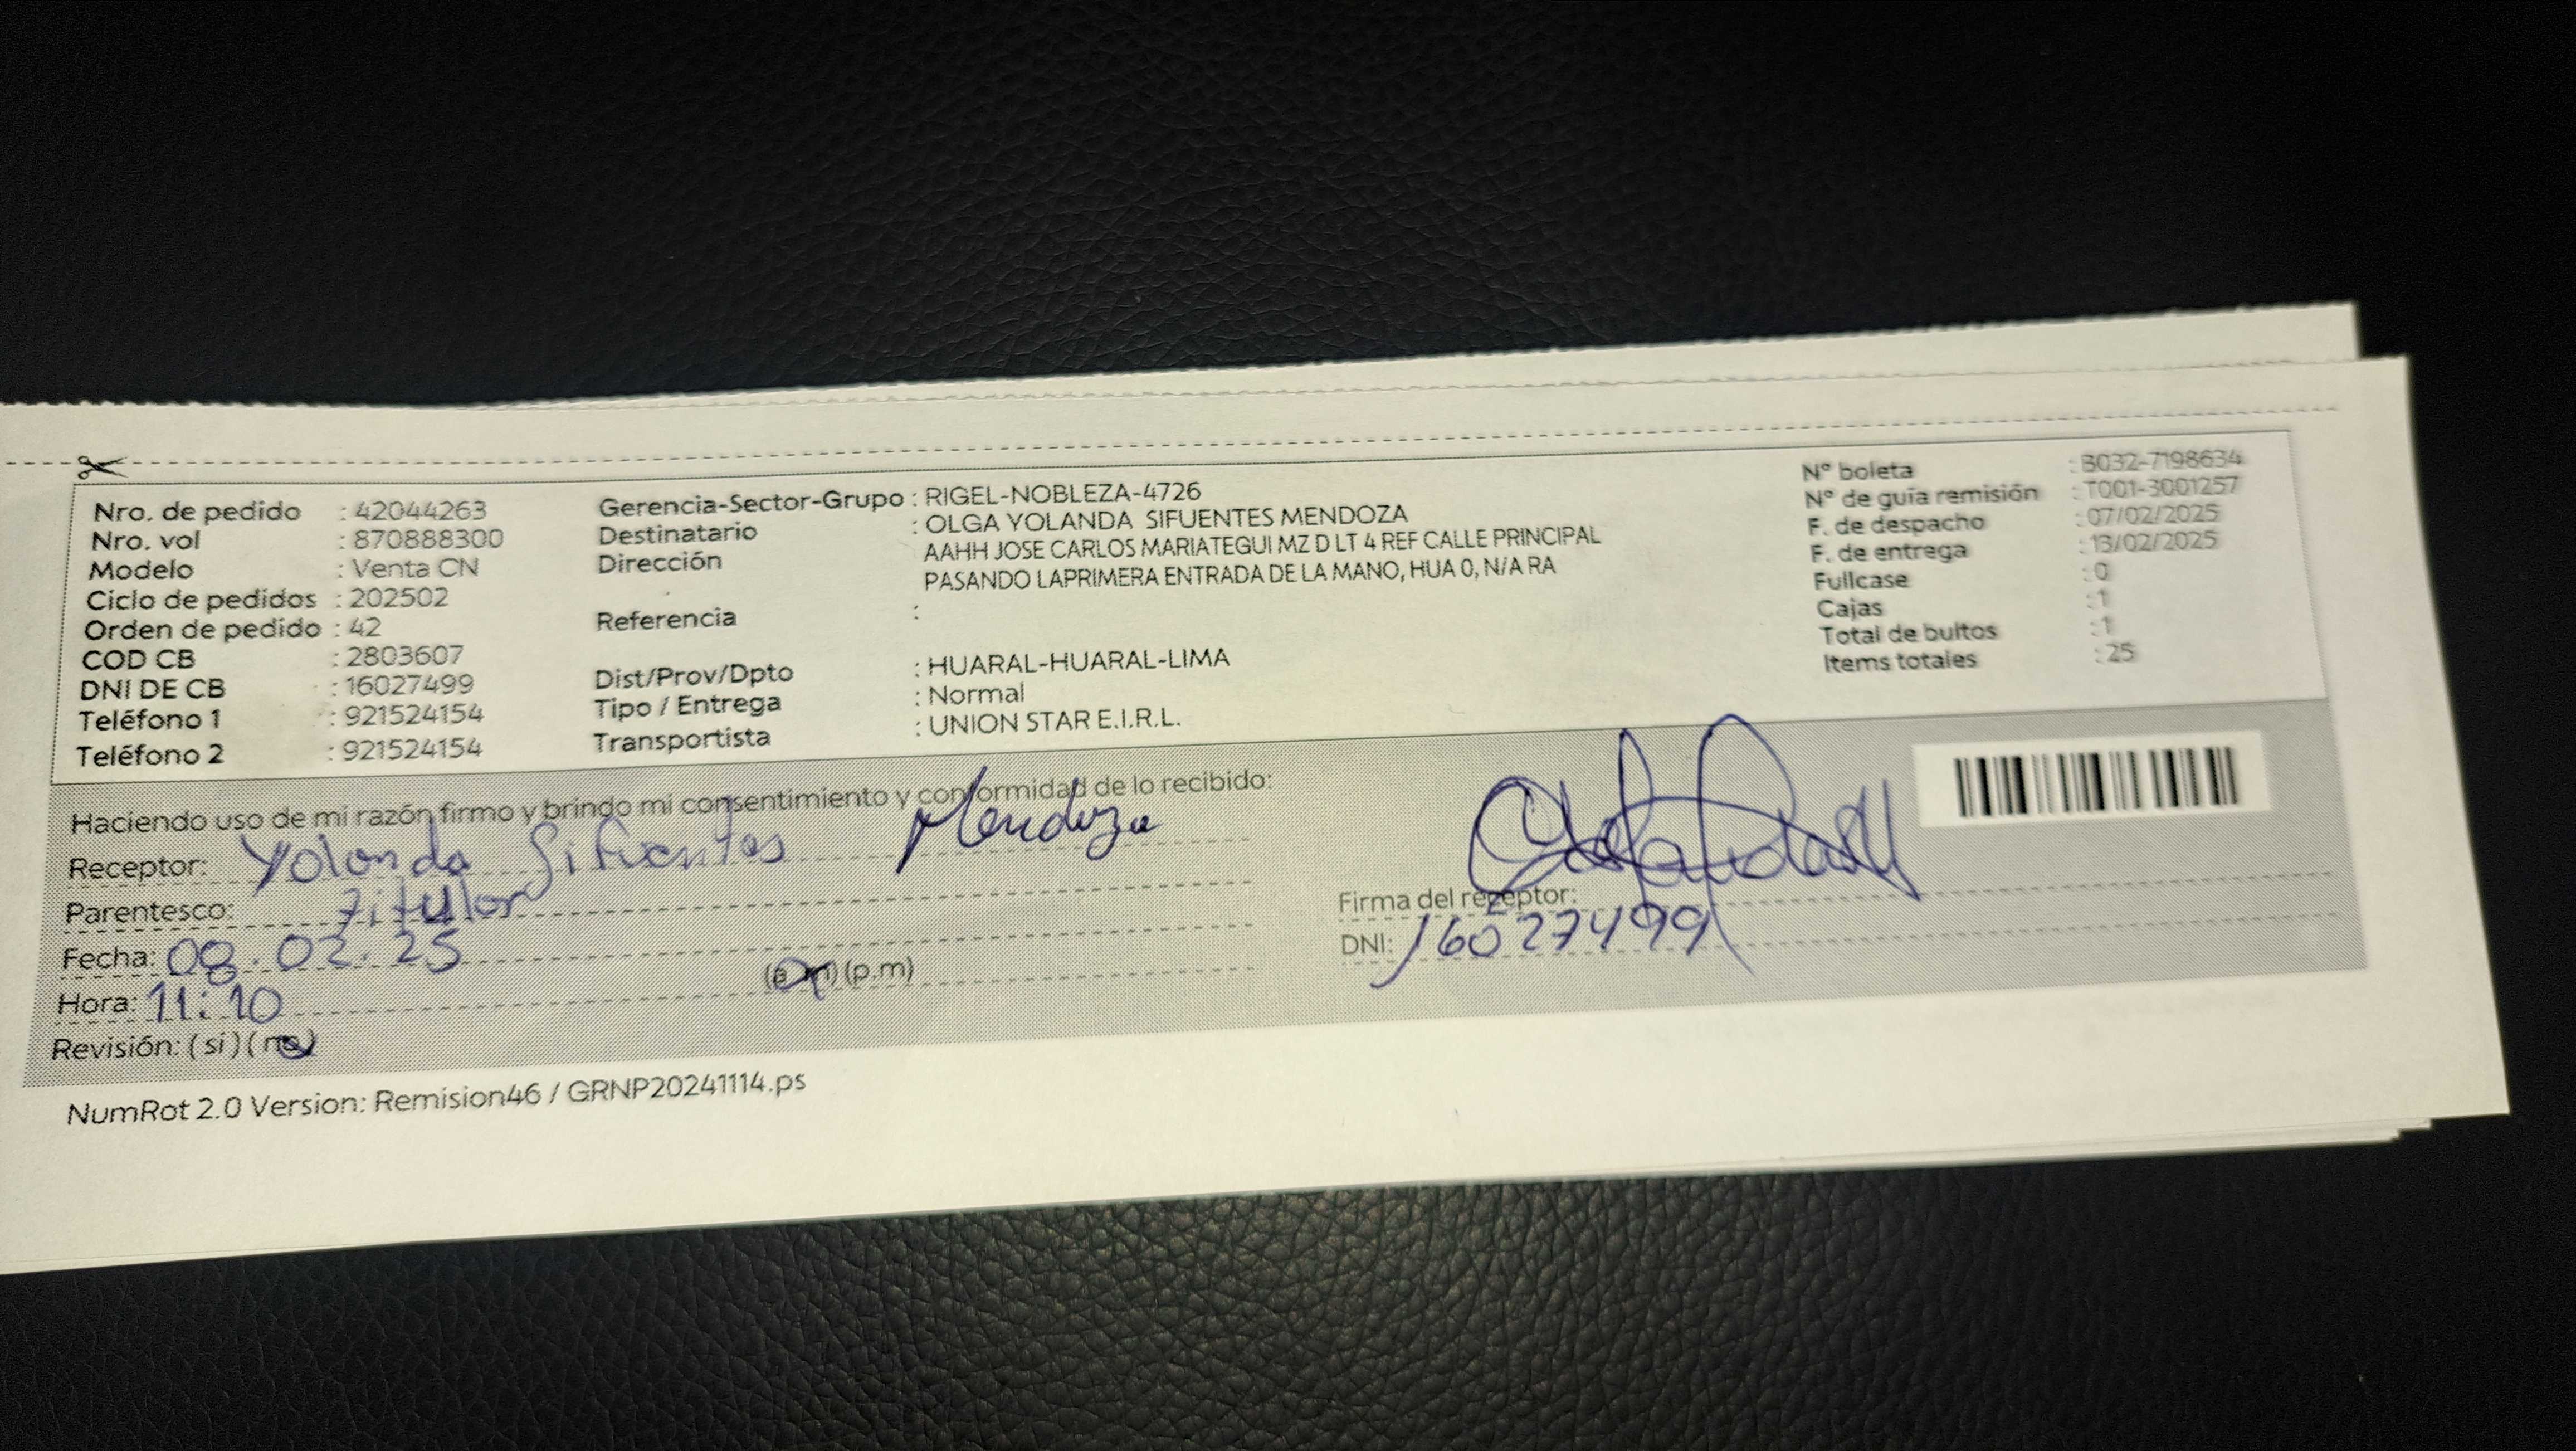 Nro. de pedido : 42044263
Nro. vol : 870888300
Modelo : Venta CN
Ciclo de pedidos : 202502
Orden de pedido : 42
COD CB : 2803607
DNI DE CB : 16027499
Teléfono 1 : 921524154
Teléfono 2 : 921524154
Gerencia-Sector-Grupo : RIGEL-NOBLEZA-4726
Destinatario : OLGA YOLANDA SIFUENTES MENDOZA
Dirección AAHH JOSE CARLOS MARIATEGUI MZ D LT 4 REF CALLE PRINCIPAL
PASANDO LAPRIMERA ENTRADA DE LA MANO, HUA 0, N/A RA
Referencia :
Dist/Prov/Dpto : HUARAL-HUARAL-LIMA
Tipo / Entrega : Normal
Transportista : UNION STAR E.I.R.L.
N° boleta : B032-7198634
N° de guía remisión : T001-3001257
F. de despacho : 07/02/2025
F. de entrega : 13/02/2025
Fullcase : 0
Cajas : 1
Total de bultos : 1
Items totales : 25
Haciendo uso de mi razón firmo y brindo mi consentimiento y conformidad de lo recibido:
Receptor: Yolanda Sifuentes Mendoza
Parentesco: Titular
Fecha: 08.02.25
Hora: 11:10 (a.m) (p.m)
Revisión: (si) (no)
Firma del receptor:
DNI: 16027499
NumRot 2.0 Version: Remision46 / GRNP20241114.ps